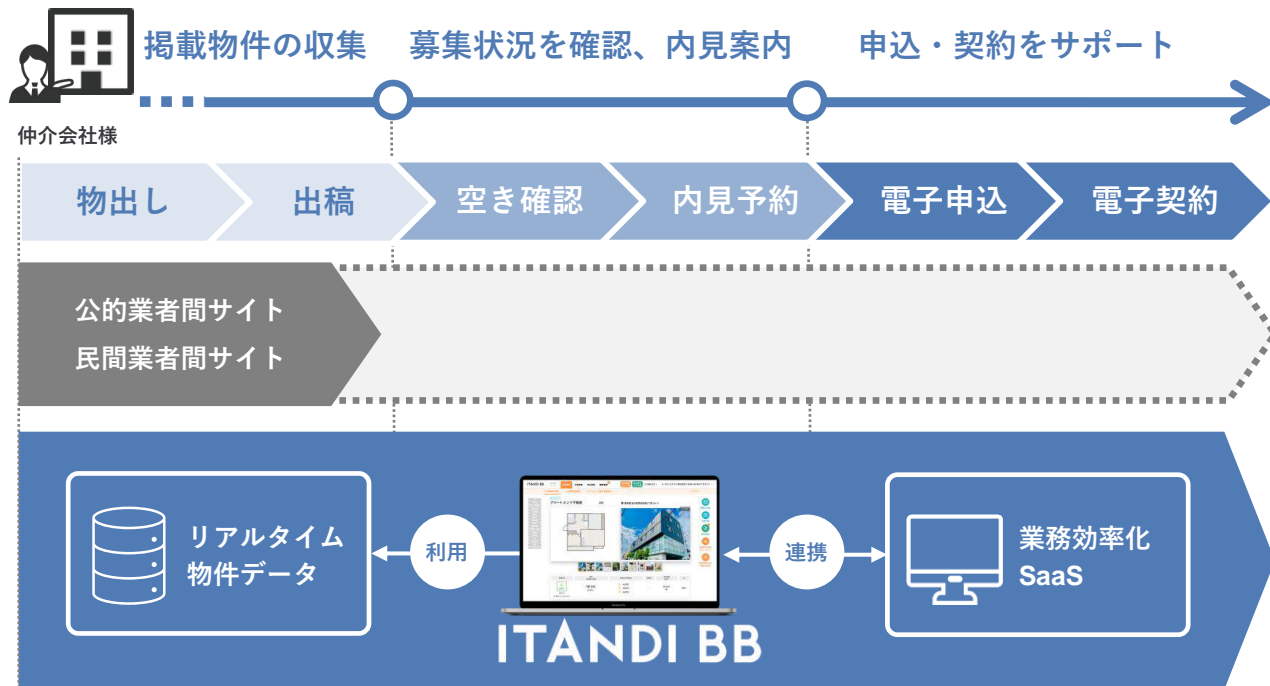 掲載物件の収集
募集状況を確認、内見案内
申込・契約をサポート
仲介会社様
物出し
出稿
空き確認
内見予約
電子申込
電子契約
公的業者間サイト
民間業者間サイト
リアルタイム
物件データ
利用
ITANDI BB
連携
業務効率化
SaaS
ITANDI BB